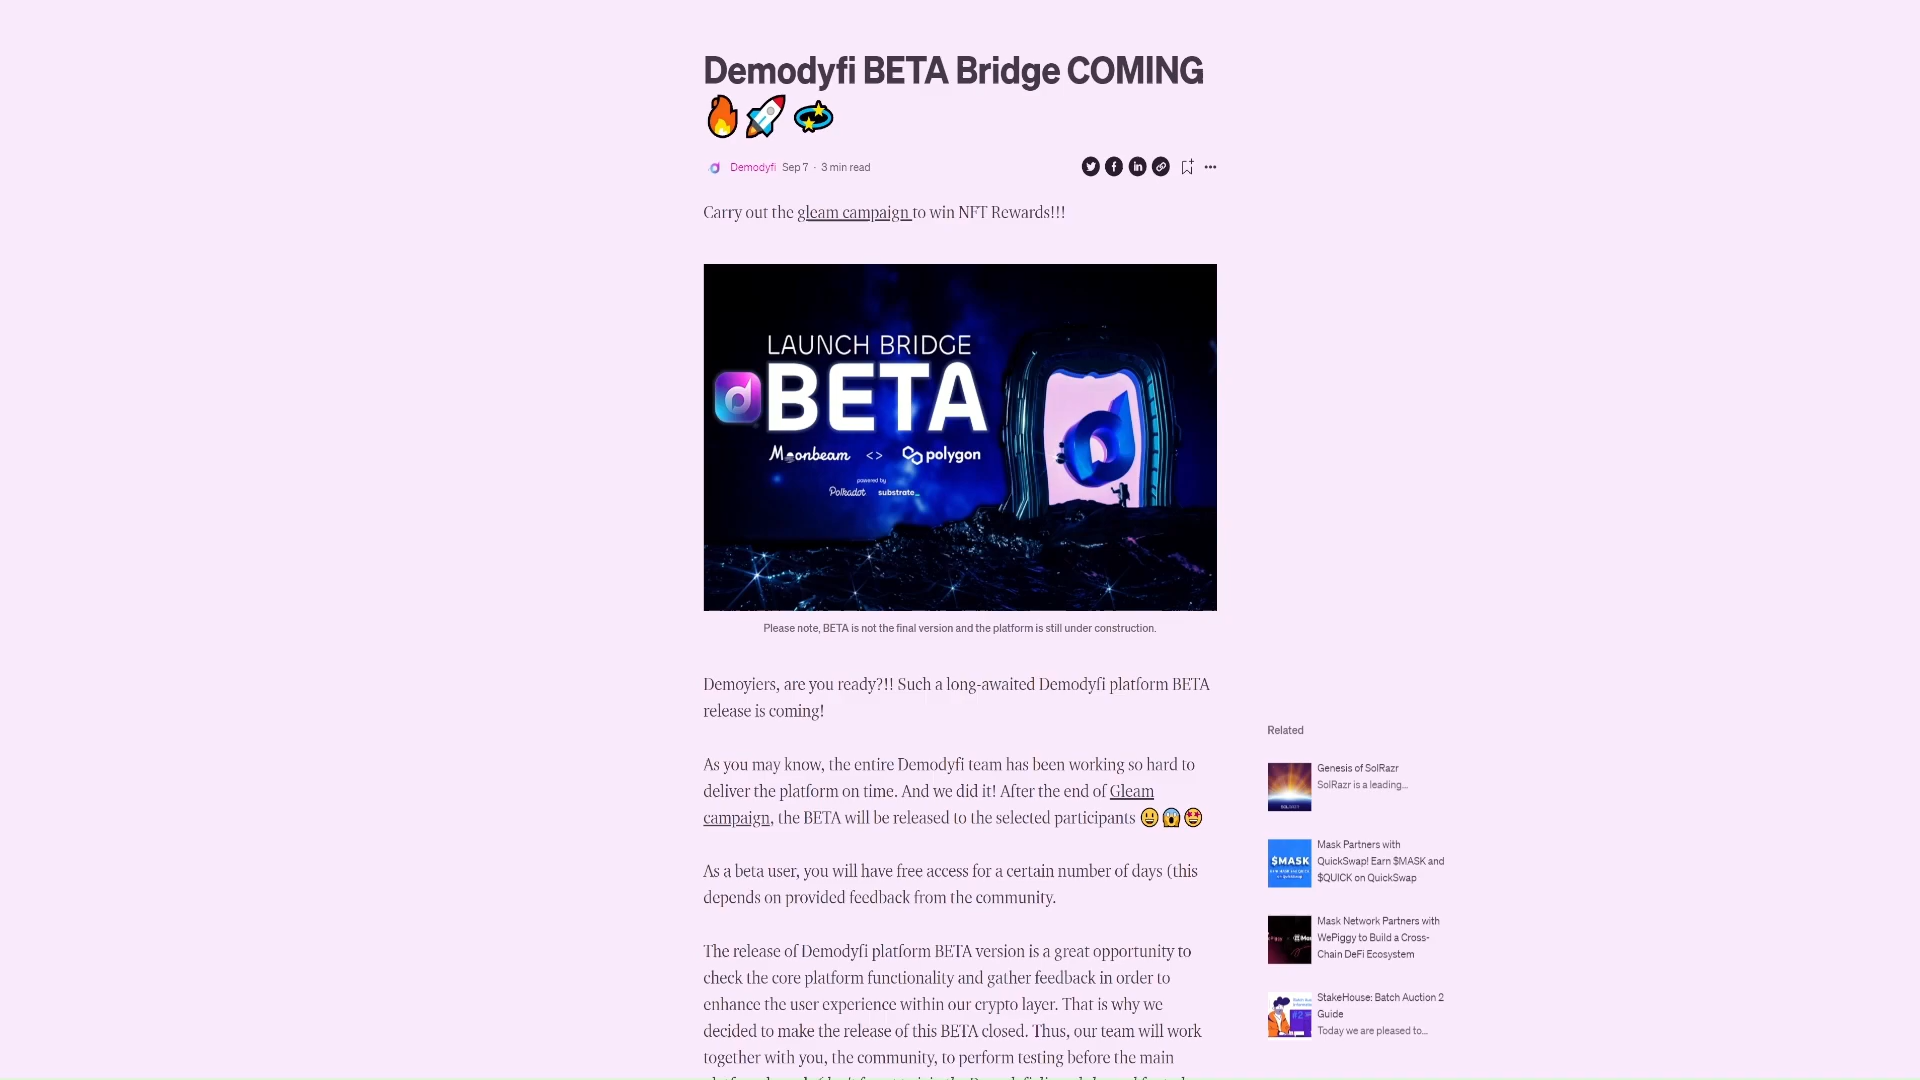 Demodyfi BETA Bridge COMING
🔥🚀💫
Demodyfi Sep 7 · 3 min read
Carry out the gleam campaign to win NFT Rewards!!!
LAUNCH BRIDGE
BETA
Moonbeam <> polygon
powered by
Polkadot substrate_
Please note, BETA is not the final version and the platform is still under construction.
Demoyiers, are you ready?!! Such a long-awaited Demodyfi platform BETA
release is coming!
As you may know, the entire Demodyfi team has been working so hard to
deliver the platform on time. And we did it! After the end of Gleam
campaign, the BETA will be released to the selected participants 😃😱🤩
As a beta user, you will have free access for a certain number of days (this
depends on provided feedback from the community.
The release of Demodyfi platform BETA version is a great opportunity to
check the core platform functionality and gather feedback in order to
enhance the user experience within our crypto layer. That is why we
decided to make the release of this BETA closed. Thus, our team will work
together with you, the community, to perform testing before the main
Related
Genesis of SolRazr
SolRazr is a leading...
$MASK
Mask Partners with
QuickSwap! Earn $MASK and
$QUICK on QuickSwap
Mask Network Partners with
WePiggy to Build a Cross-
Chain DeFi Ecosystem
StakeHouse: Batch Auction 2
Guide
Today we are pleased to...